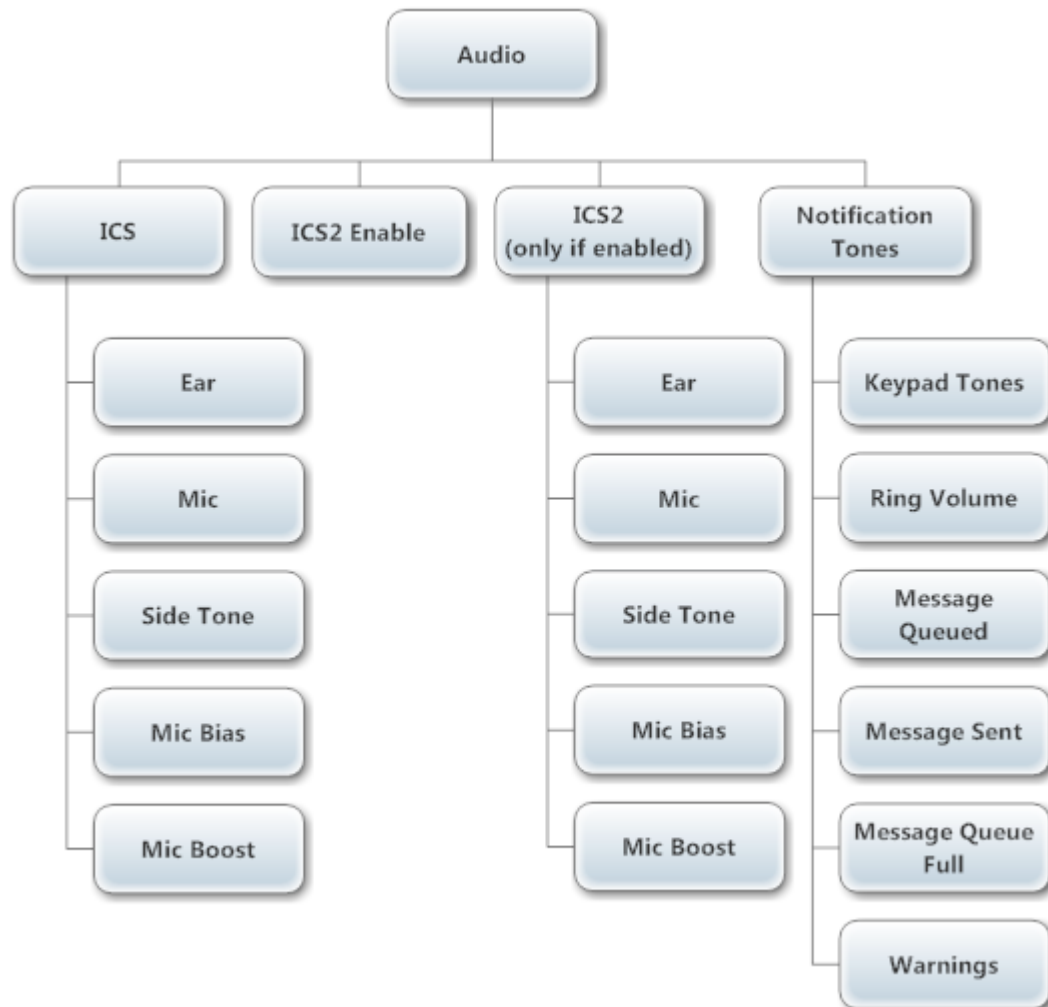 Audio
ICS
ICS2 Enable
ICS2
(only if enabled)
Notification
Tones
Ear
Mic
Side Tone
Mic Bias
Mic Boost
Ear
Mic
Side Tone
Mic Bias
Mic Boost
Keypad Tones
Ring Volume
Message
Queued
Message Sent
Message Queue
Full
Warnings